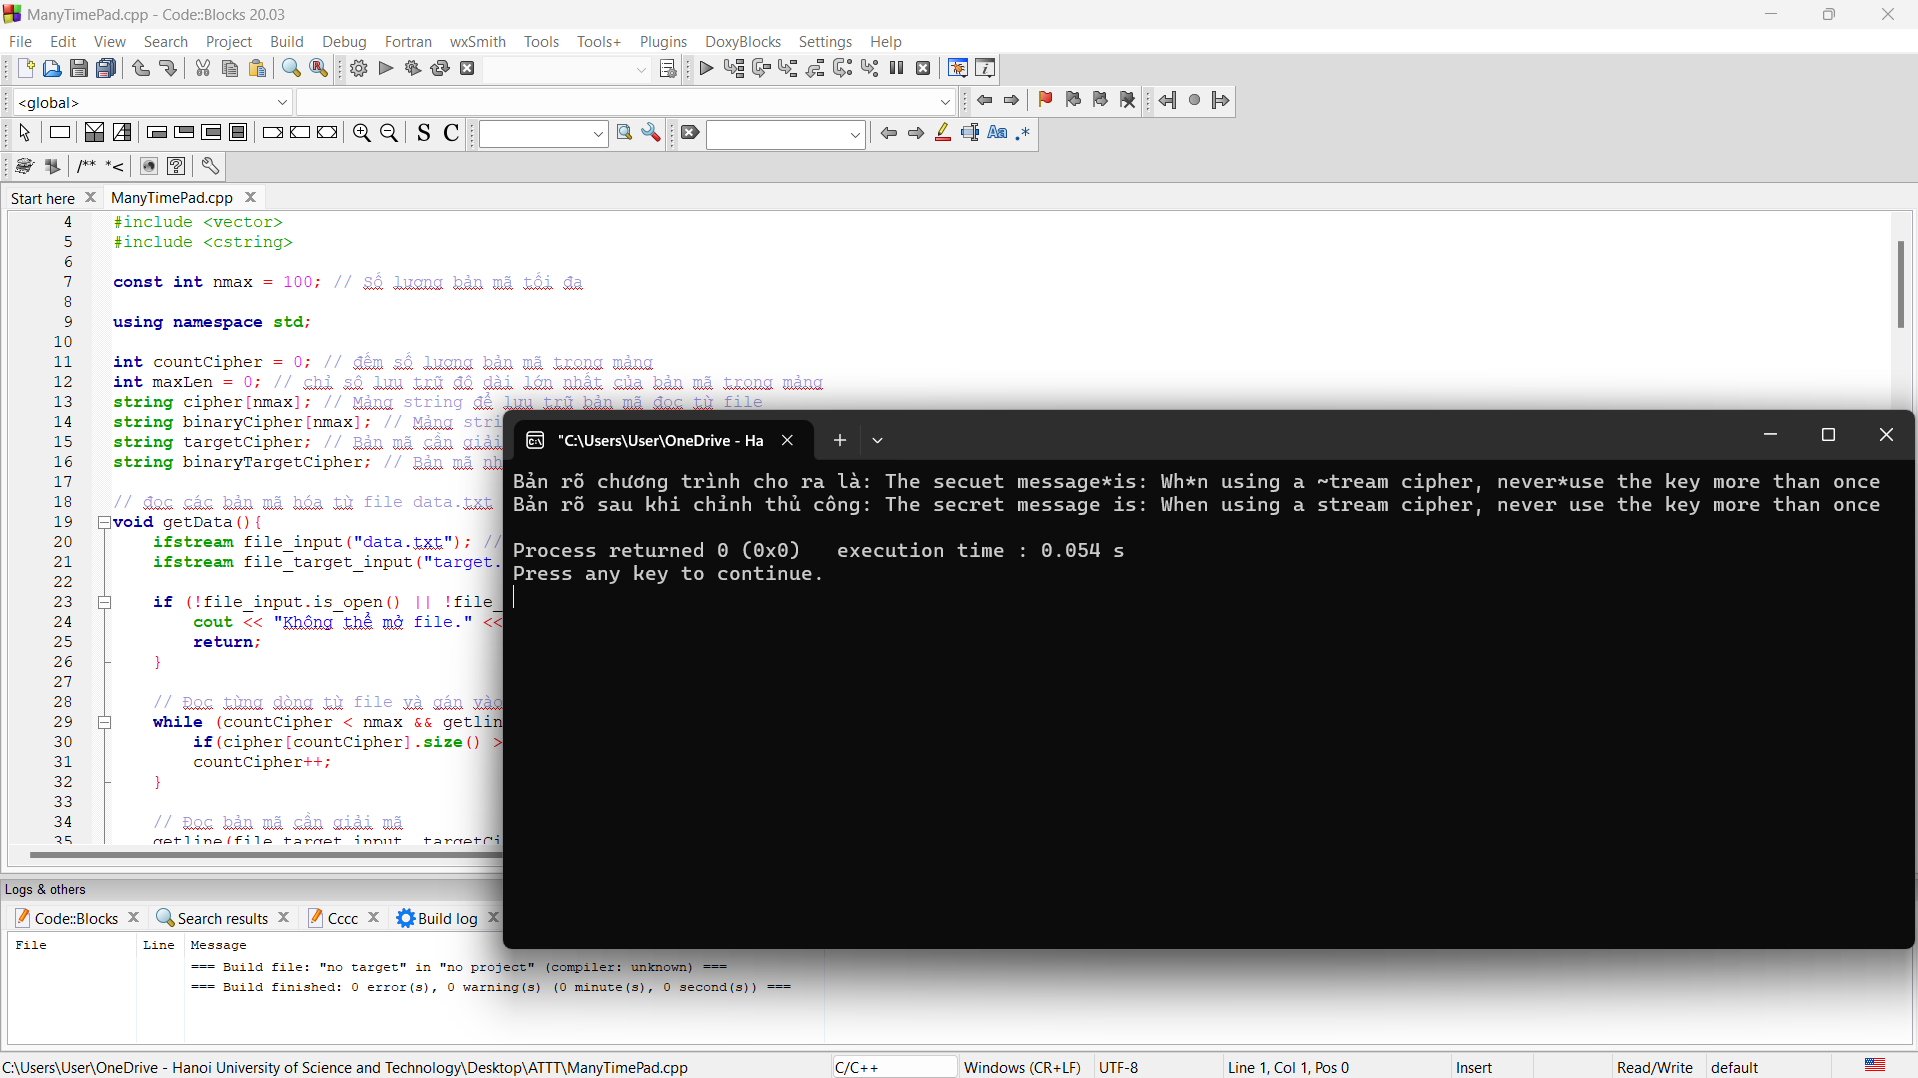 ManyTimePad.cpp - Code::Blocks 20.03
File Edit View Search Project Build Debug Fortran wxSmith Tools Tools+ Plugins DoxyBlocks Settings Help
<global>
S C
Aa .*
/** *<
Start here ManyTimePad.cpp
4 #include <vector>
5 #include <cstring>
6
7 const int nmax = 100; // Số lượng bản mã tối đa
8
9 using namespace std;
10
11 int countCipher = 0; // đếm số lượng bản mã trong mảng
12 int maxLen = 0; // chỉ số lưu trữ độ dài lớn nhất của bản mã trong mảng
13 string cipher[nmax]; // Mảng string để lưu trữ bản mã đọc từ file
14 string binaryCipher[nmax]; // Mảng stri
15 string targetCipher; // Bản mã cần giải
16 string binaryTargetCipher; // Bản mã nh
17
18 // đọc các bản mã hóa từ file data.txt
19 void getData(){
20 ifstream file_input("data.txt"); //
21 ifstream file_target_input("target.
22
23 if (!file_input.is_open() || !file_
24 cout << "Không thể mở file." <<
25 return;
26 }
27
28 // Đọc từng dòng từ file và gán vào
29 while (countCipher < nmax && getlin
30 if(cipher[countCipher].size() >
31 countCipher++;
32 }
33
34 // Đọc bản mã cần giải mã
35 getline(file_target_input, targetCi
"C:\Users\User\OneDrive - Ha
Bản rõ chương trình cho ra là: The secuet message*is: Wh*n using a ~tream cipher, never*use the key more than once
Bản rõ sau khi chỉnh thủ công: The secret message is: When using a stream cipher, never use the key more than once
Process returned 0 (0x0)   execution time : 0.054 s
Press any key to continue.
Logs & others
Code::Blocks Search results Cccc Build log
File Line Message
=== Build file: "no target" in "no project" (compiler: unknown) ===
=== Build finished: 0 error(s), 0 warning(s) (0 minute(s), 0 second(s)) ===
C:\Users\User\OneDrive - Hanoi University of Science and Technology\Desktop\ATTT\ManyTimePad.cpp C/C++ Windows (CR+LF) UTF-8 Line 1, Col 1, Pos 0 Insert Read/Write default